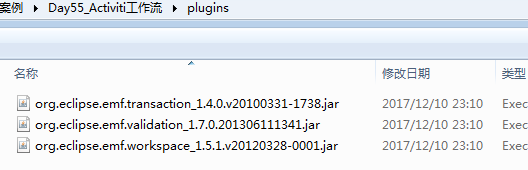 案例 Day55_Activiti工作流 plugins
名称 修改日期 类型
org.eclipse.emf.transaction_1.4.0.v20100331-1738.jar 2017/12/10 23:10 Exec
org.eclipse.emf.validation_1.7.0.201306111341.jar 2017/12/10 23:10 Exec
org.eclipse.emf.workspace_1.5.1.v20120328-0001.jar 2017/12/10 23:10 Exec